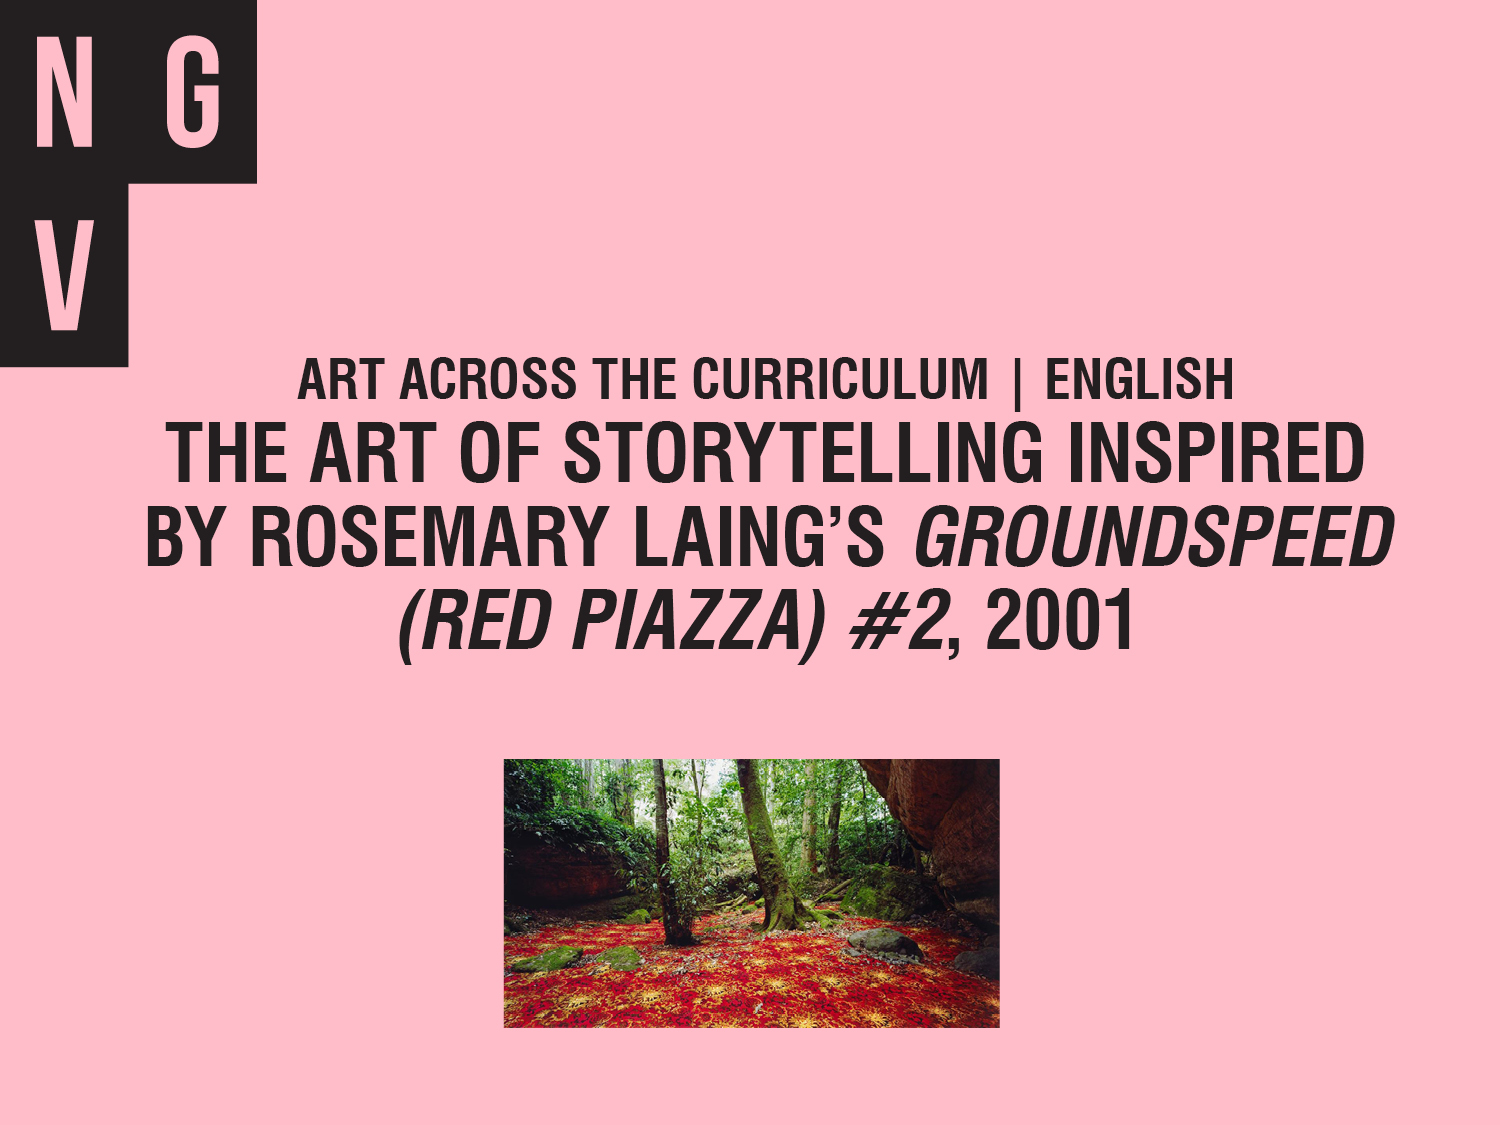 N G
V
ART ACROSS THE CURRICULUM | ENGLISH
THE ART OF STORYTELLING INSPIRED
BY ROSEMARY LAING’S GROUNDSPEED
(RED PIAZZA) #2, 2001